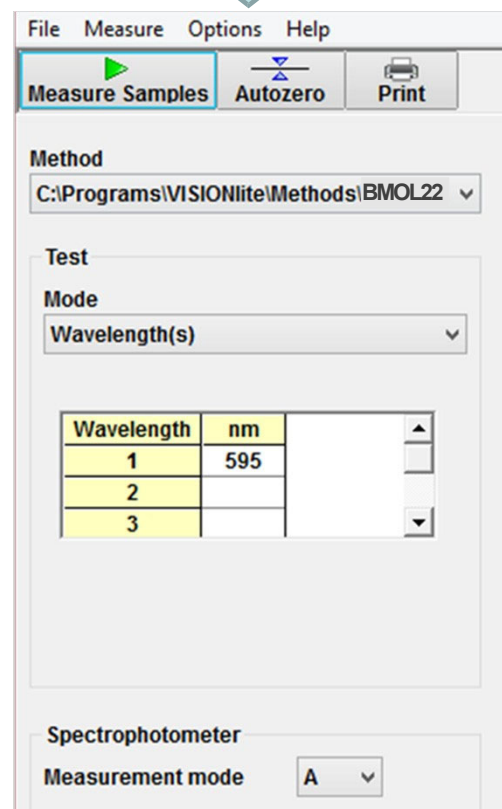 File Measure Options Help
Measure Samples Autozero Print
Method
C:\Programs\VISIONlite\Methods\BMOL22
Test
Mode
Wavelength(s)
Wavelength nm
1 595
2
3
Spectrophotometer
Measurement mode A